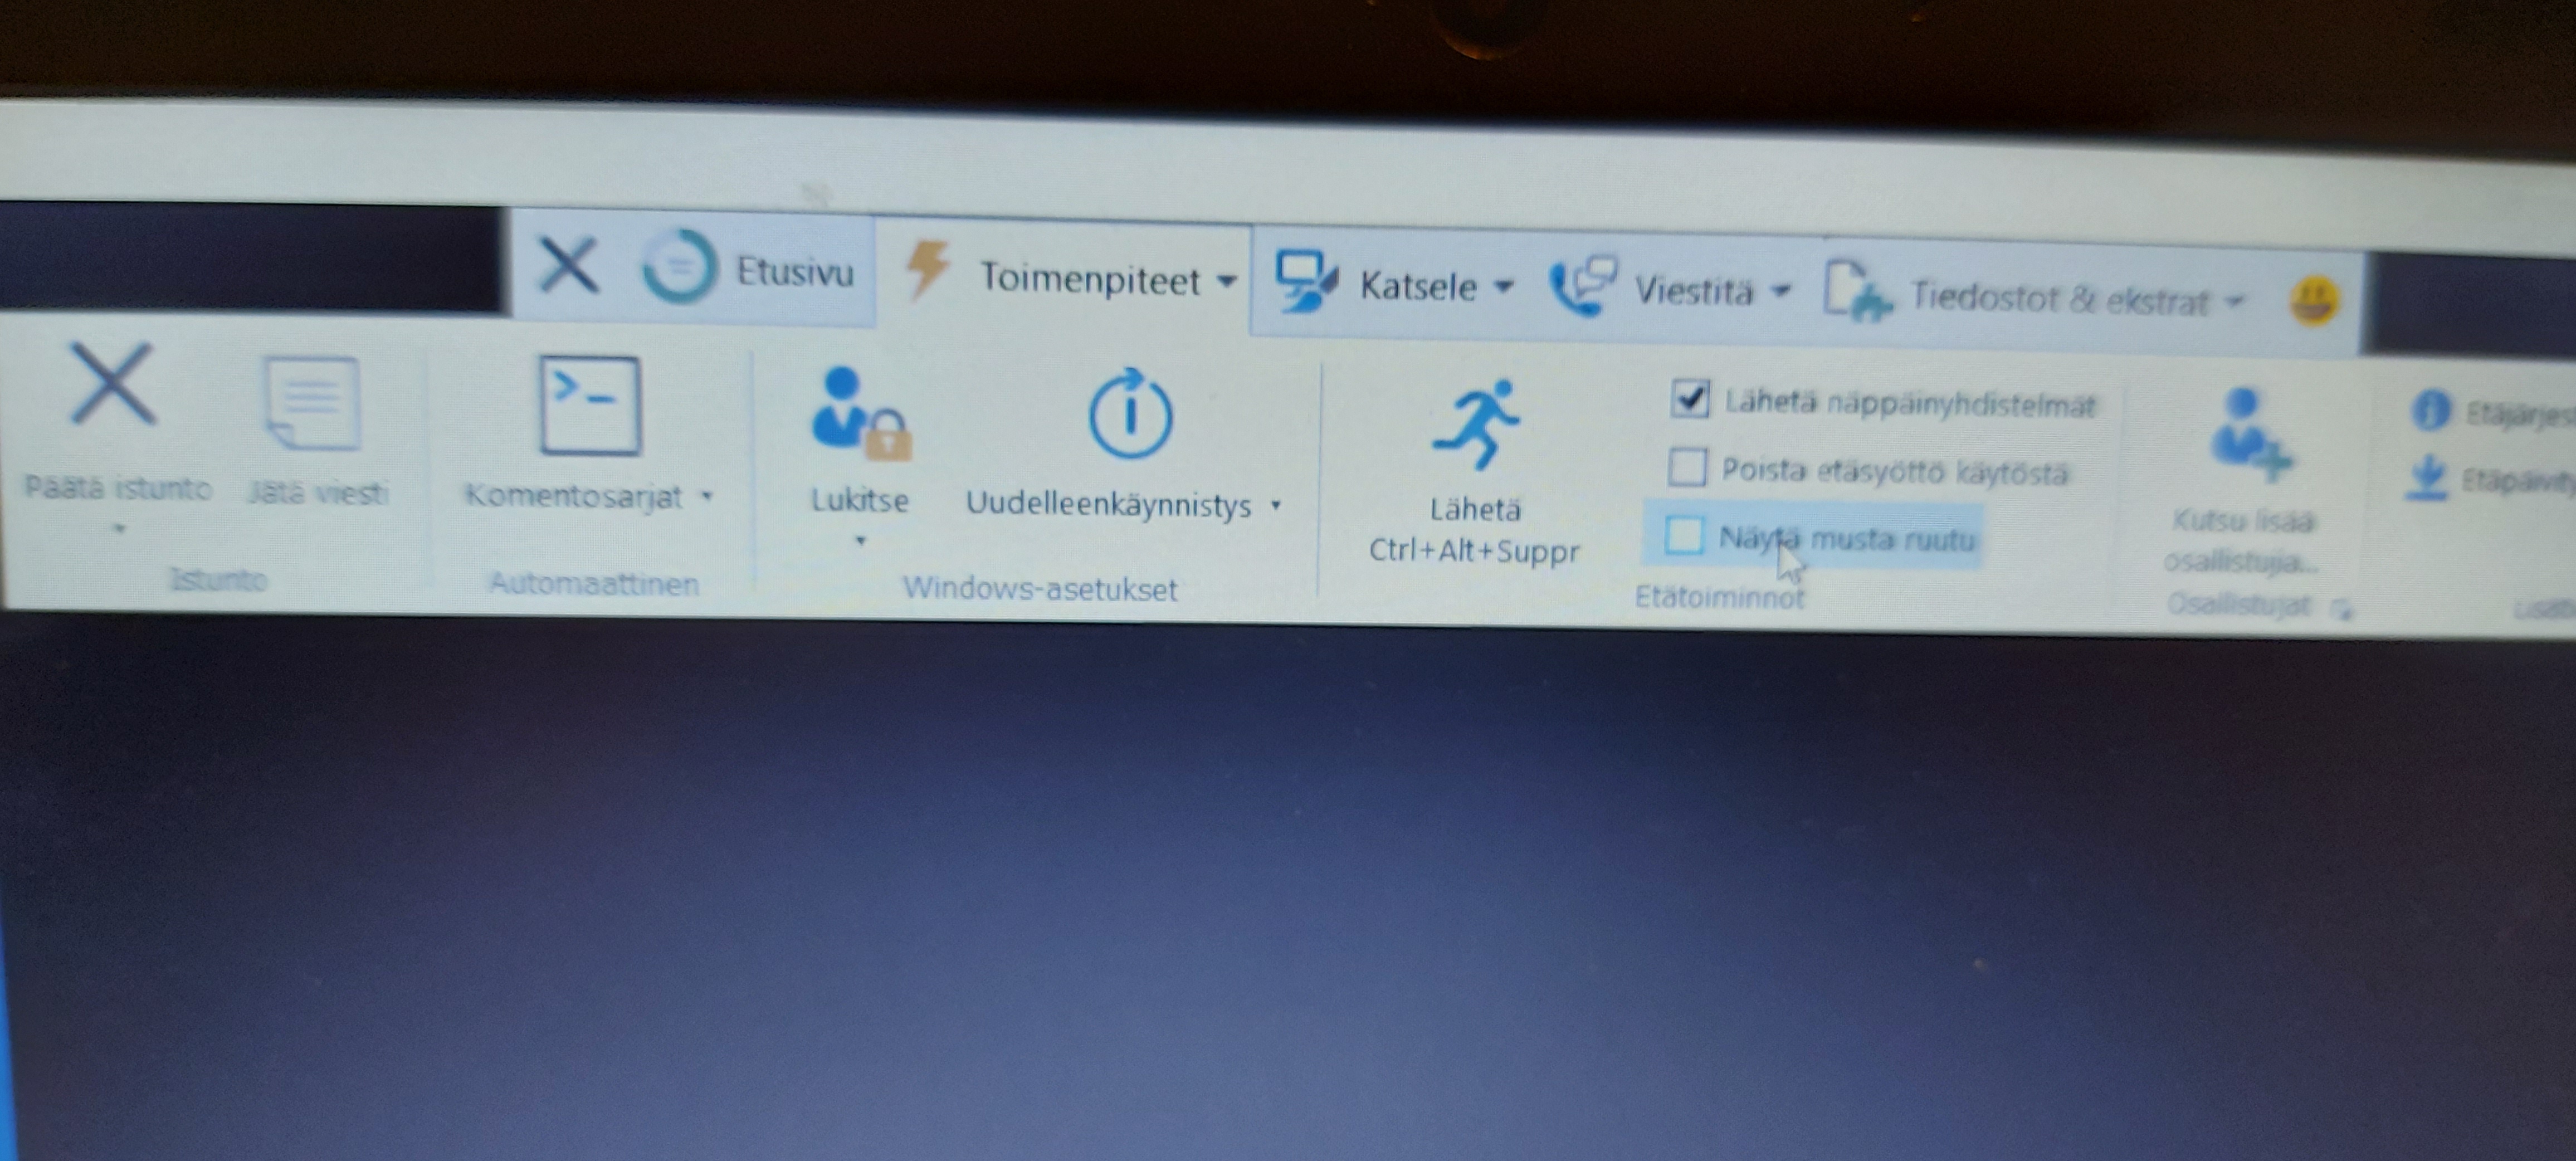 Etusivu
Toimenpiteet
Katsele
Viestitä
Tiedostot & ekstrat
Päätä istunto
Jätä viesti
Istunto
Komentosarjat
Automaattinen
Lukitse
Uudelleenkäynnistys
Windows-asetukset
Lähetä
Ctrl+Alt+Suppr
Lähetä näppäinyhdistelmät
Poista etäsyöttö käytöstä
Näytä musta ruutu
Etätoiminnot
Kutsu lisää
osallistujia...
Osallistujat